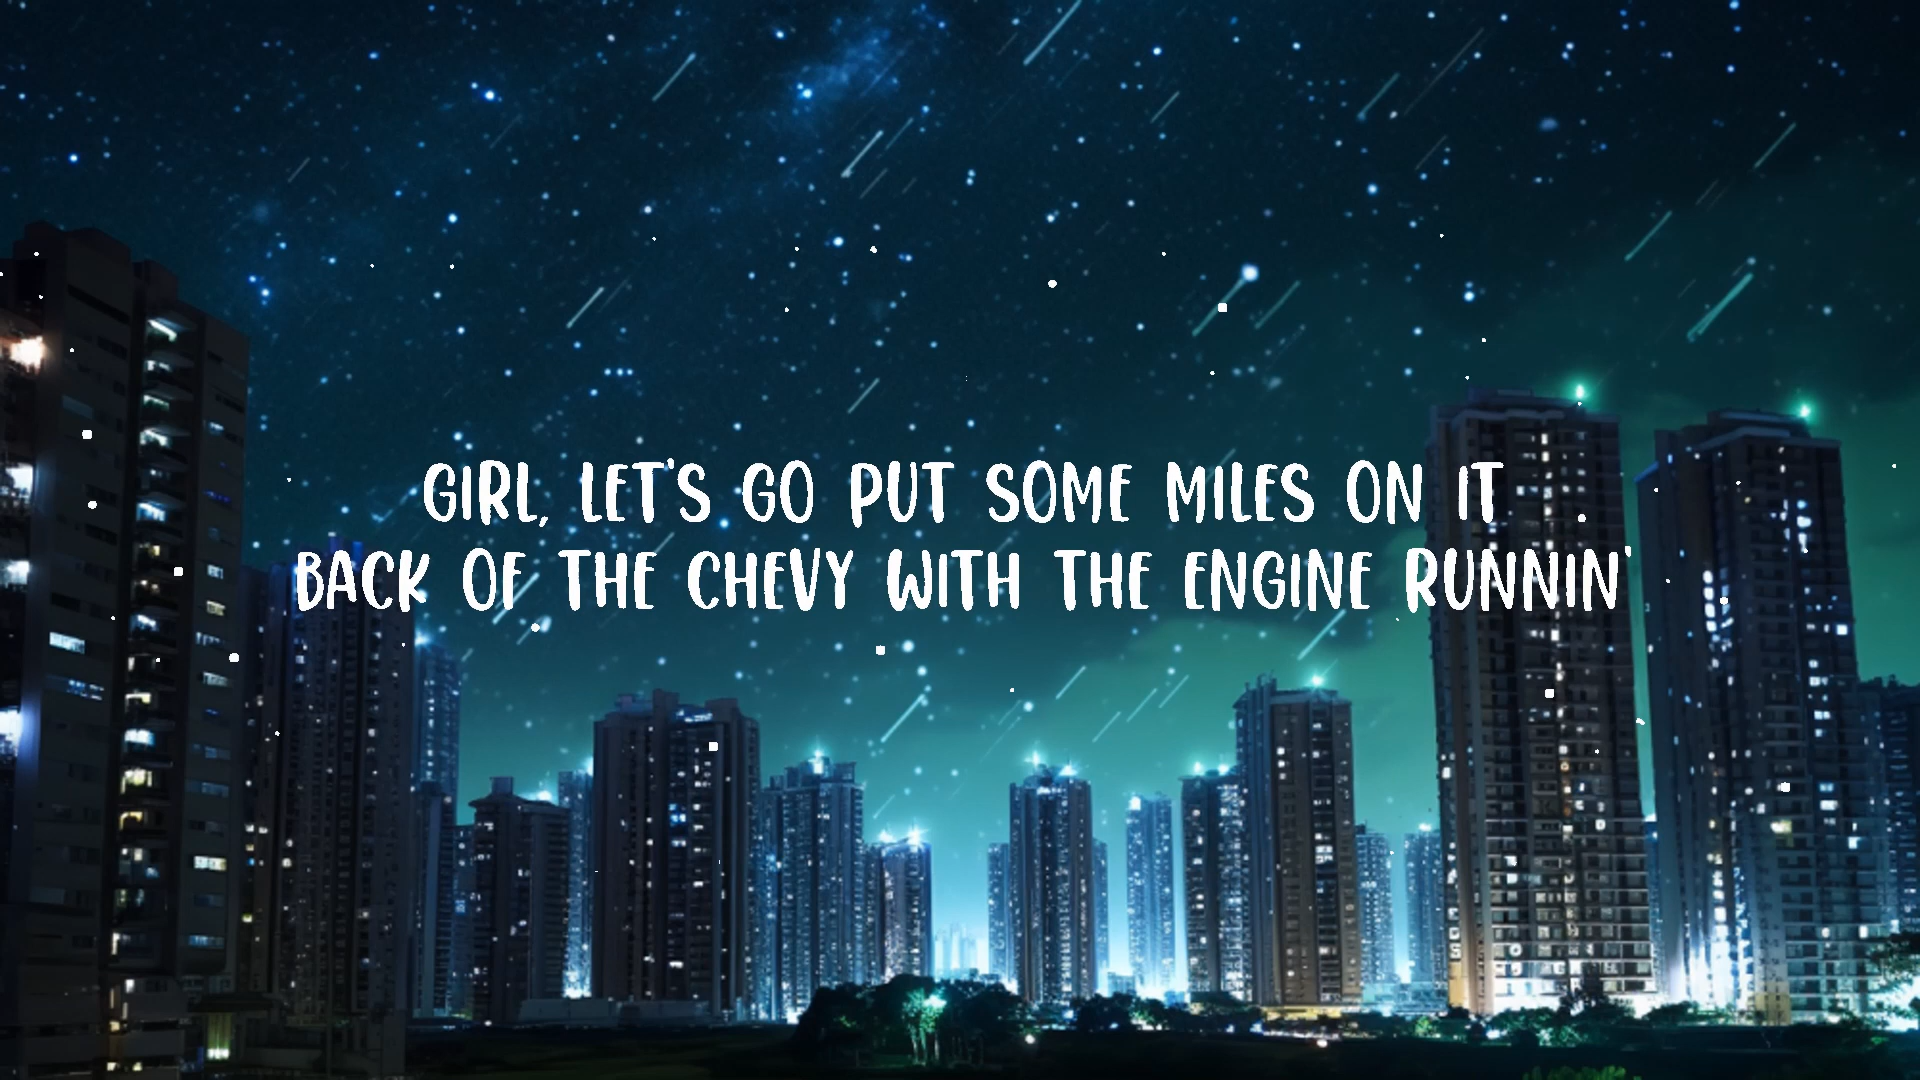 GIRL, LET'S GO PUT SOME MILES ON IT
BACK OF THE CHEVY WITH THE ENGINE RUNNIN'